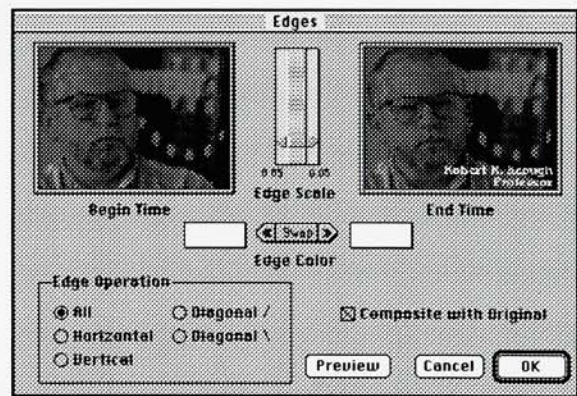 Edges
Robert K. Acough
Professor
0.05 0.05
Edge Scale
Begin Time
End Time
Swap
Edge Color
Edge Operation
All
Diagonal /
Composite with Original
Horizontal
Diagonal \
Vertical
Preview
Cancel
OK